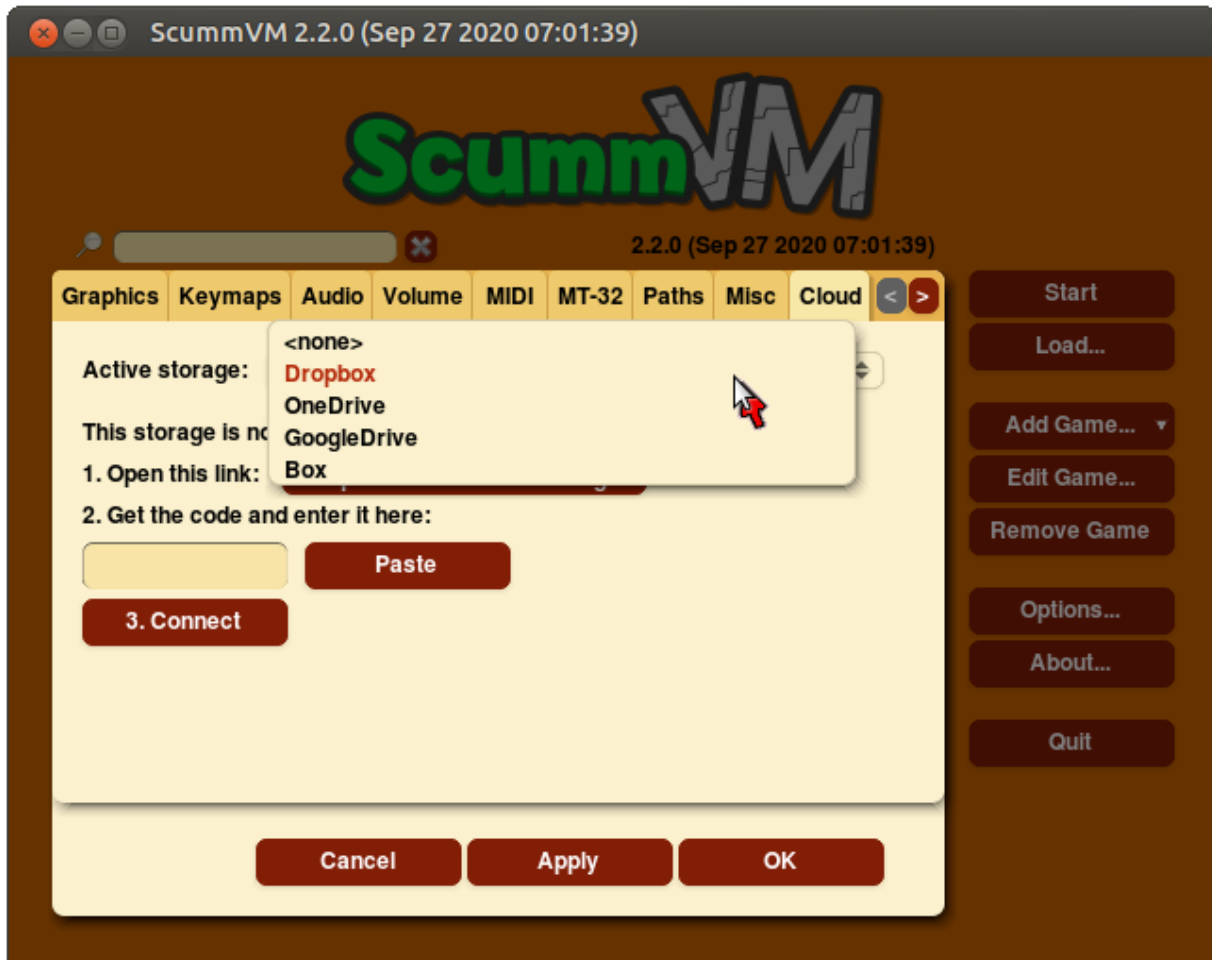 ScummVM 2.2.0 (Sep 27 2020 07:01:39)
ScummVM
2.2.0 (Sep 27 2020 07:01:39)
Graphics Keymaps Audio Volume MIDI MT-32 Paths Misc Cloud < >
<none>
Active storage:
Dropbox
OneDrive
This storage is
GoogleDrive
1. Open this link:
Box
2. Get the code and enter it here:
Paste
3. Connect
Cancel Apply OK
Start
Load...
Add Game...
Edit Game...
Remove Game
Options...
About...
Quit